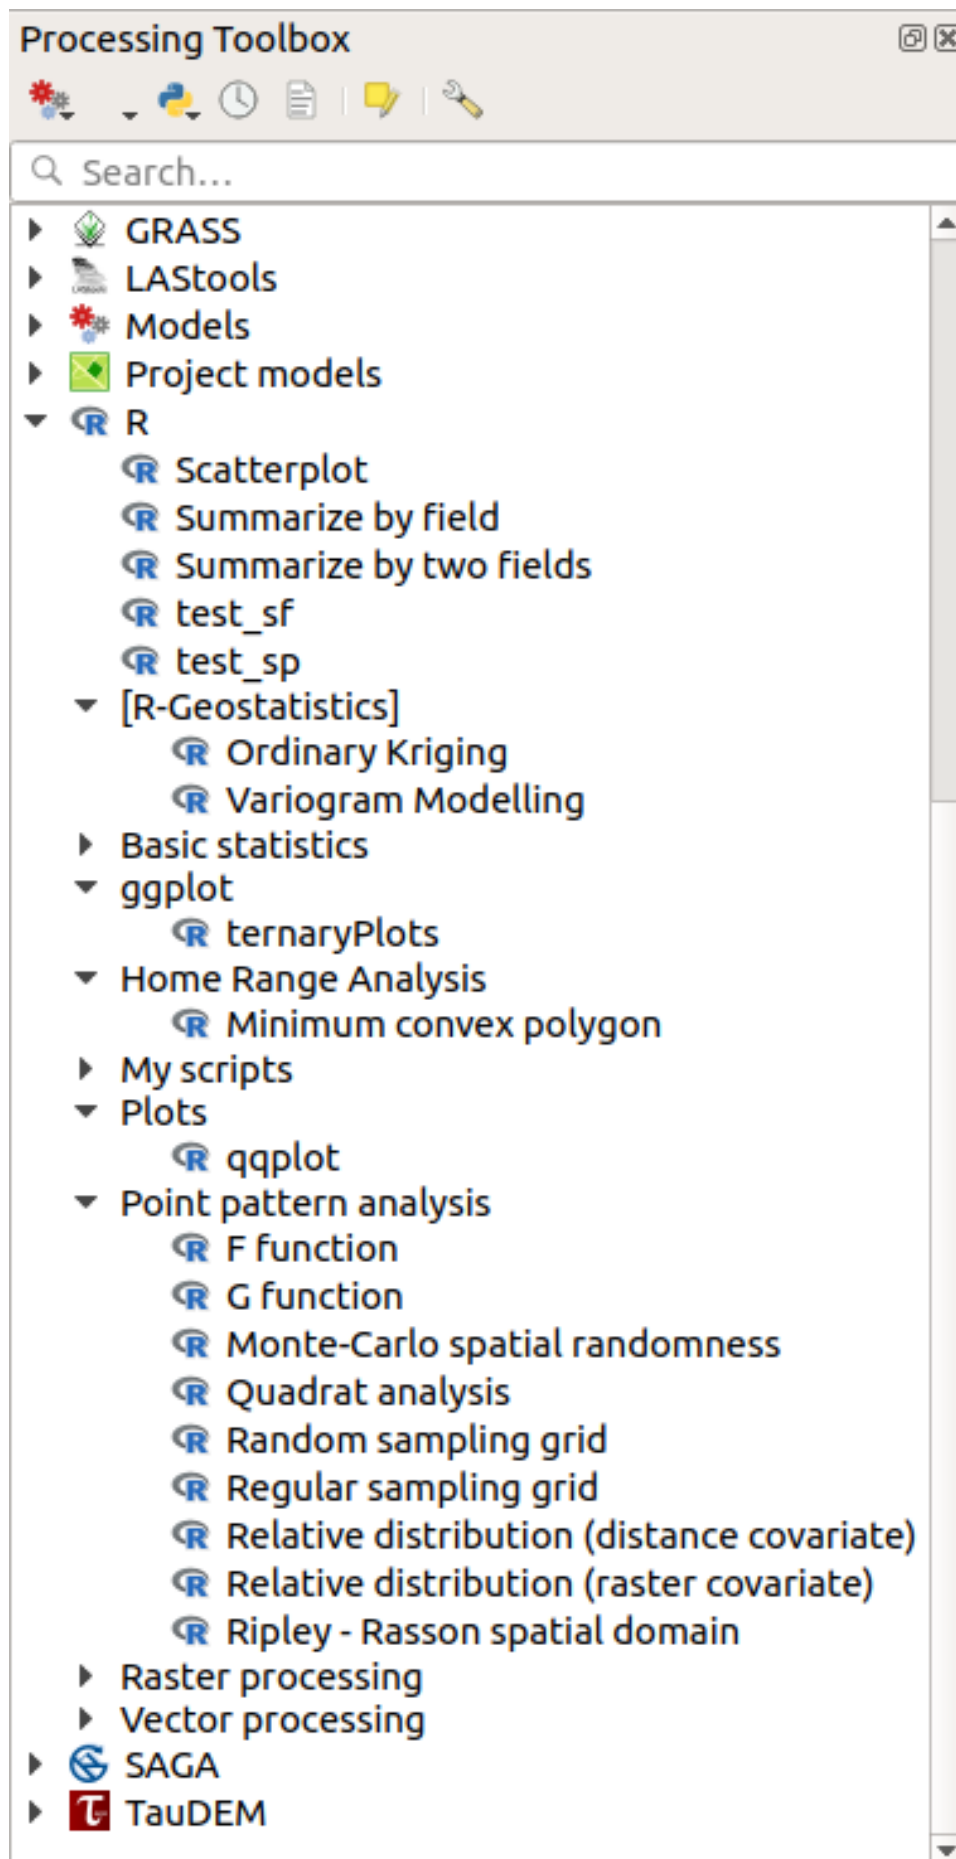 Processing Toolbox
Search...
GRASS
LAStools
Models
Project models
R
Scatterplot
Summarize by field
Summarize by two fields
test_sf
test_sp
[R-Geostatistics]
Ordinary Kriging
Variogram Modelling
Basic statistics
ggplot
ternaryPlots
Home Range Analysis
Minimum convex polygon
My scripts
Plots
qqplot
Point pattern analysis
F function
G function
Monte-Carlo spatial randomness
Quadrat analysis
Random sampling grid
Regular sampling grid
Relative distribution (distance covariate)
Relative distribution (raster covariate)
Ripley - Rasson spatial domain
Raster processing
Vector processing
SAGA
TauDEM